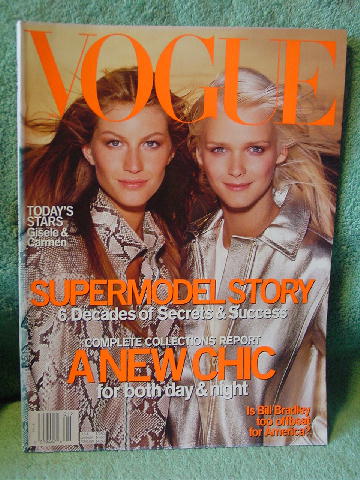 VOGUE
TODAY'S
STARS
Gisele &
Carmen
SUPERMODEL STORY
6 Decades of Secrets & Success
COMPLETE COLLECTIONS REPORT
A NEW CHIC
for both day & night
Is Bill Bradley
too offbeat
for America?